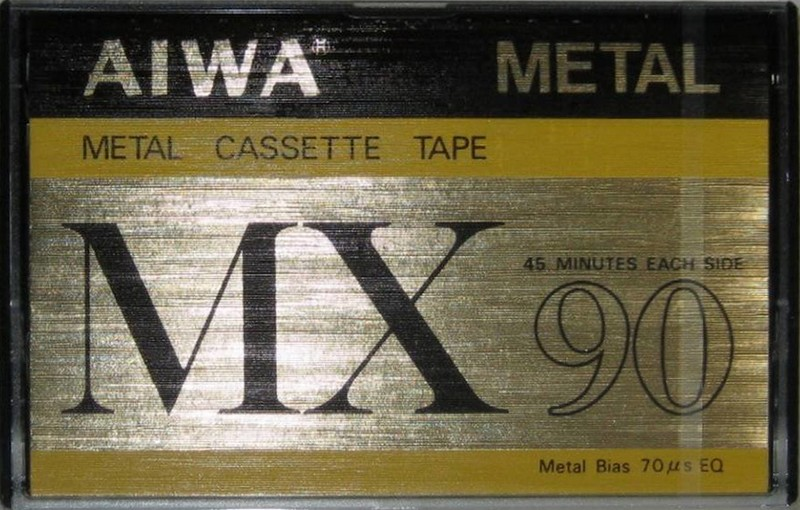 AIWA® METAL
METAL CASSETTE TAPE
MX
45 MINUTES EACH SIDE
90
Metal Bias 70μs EQ